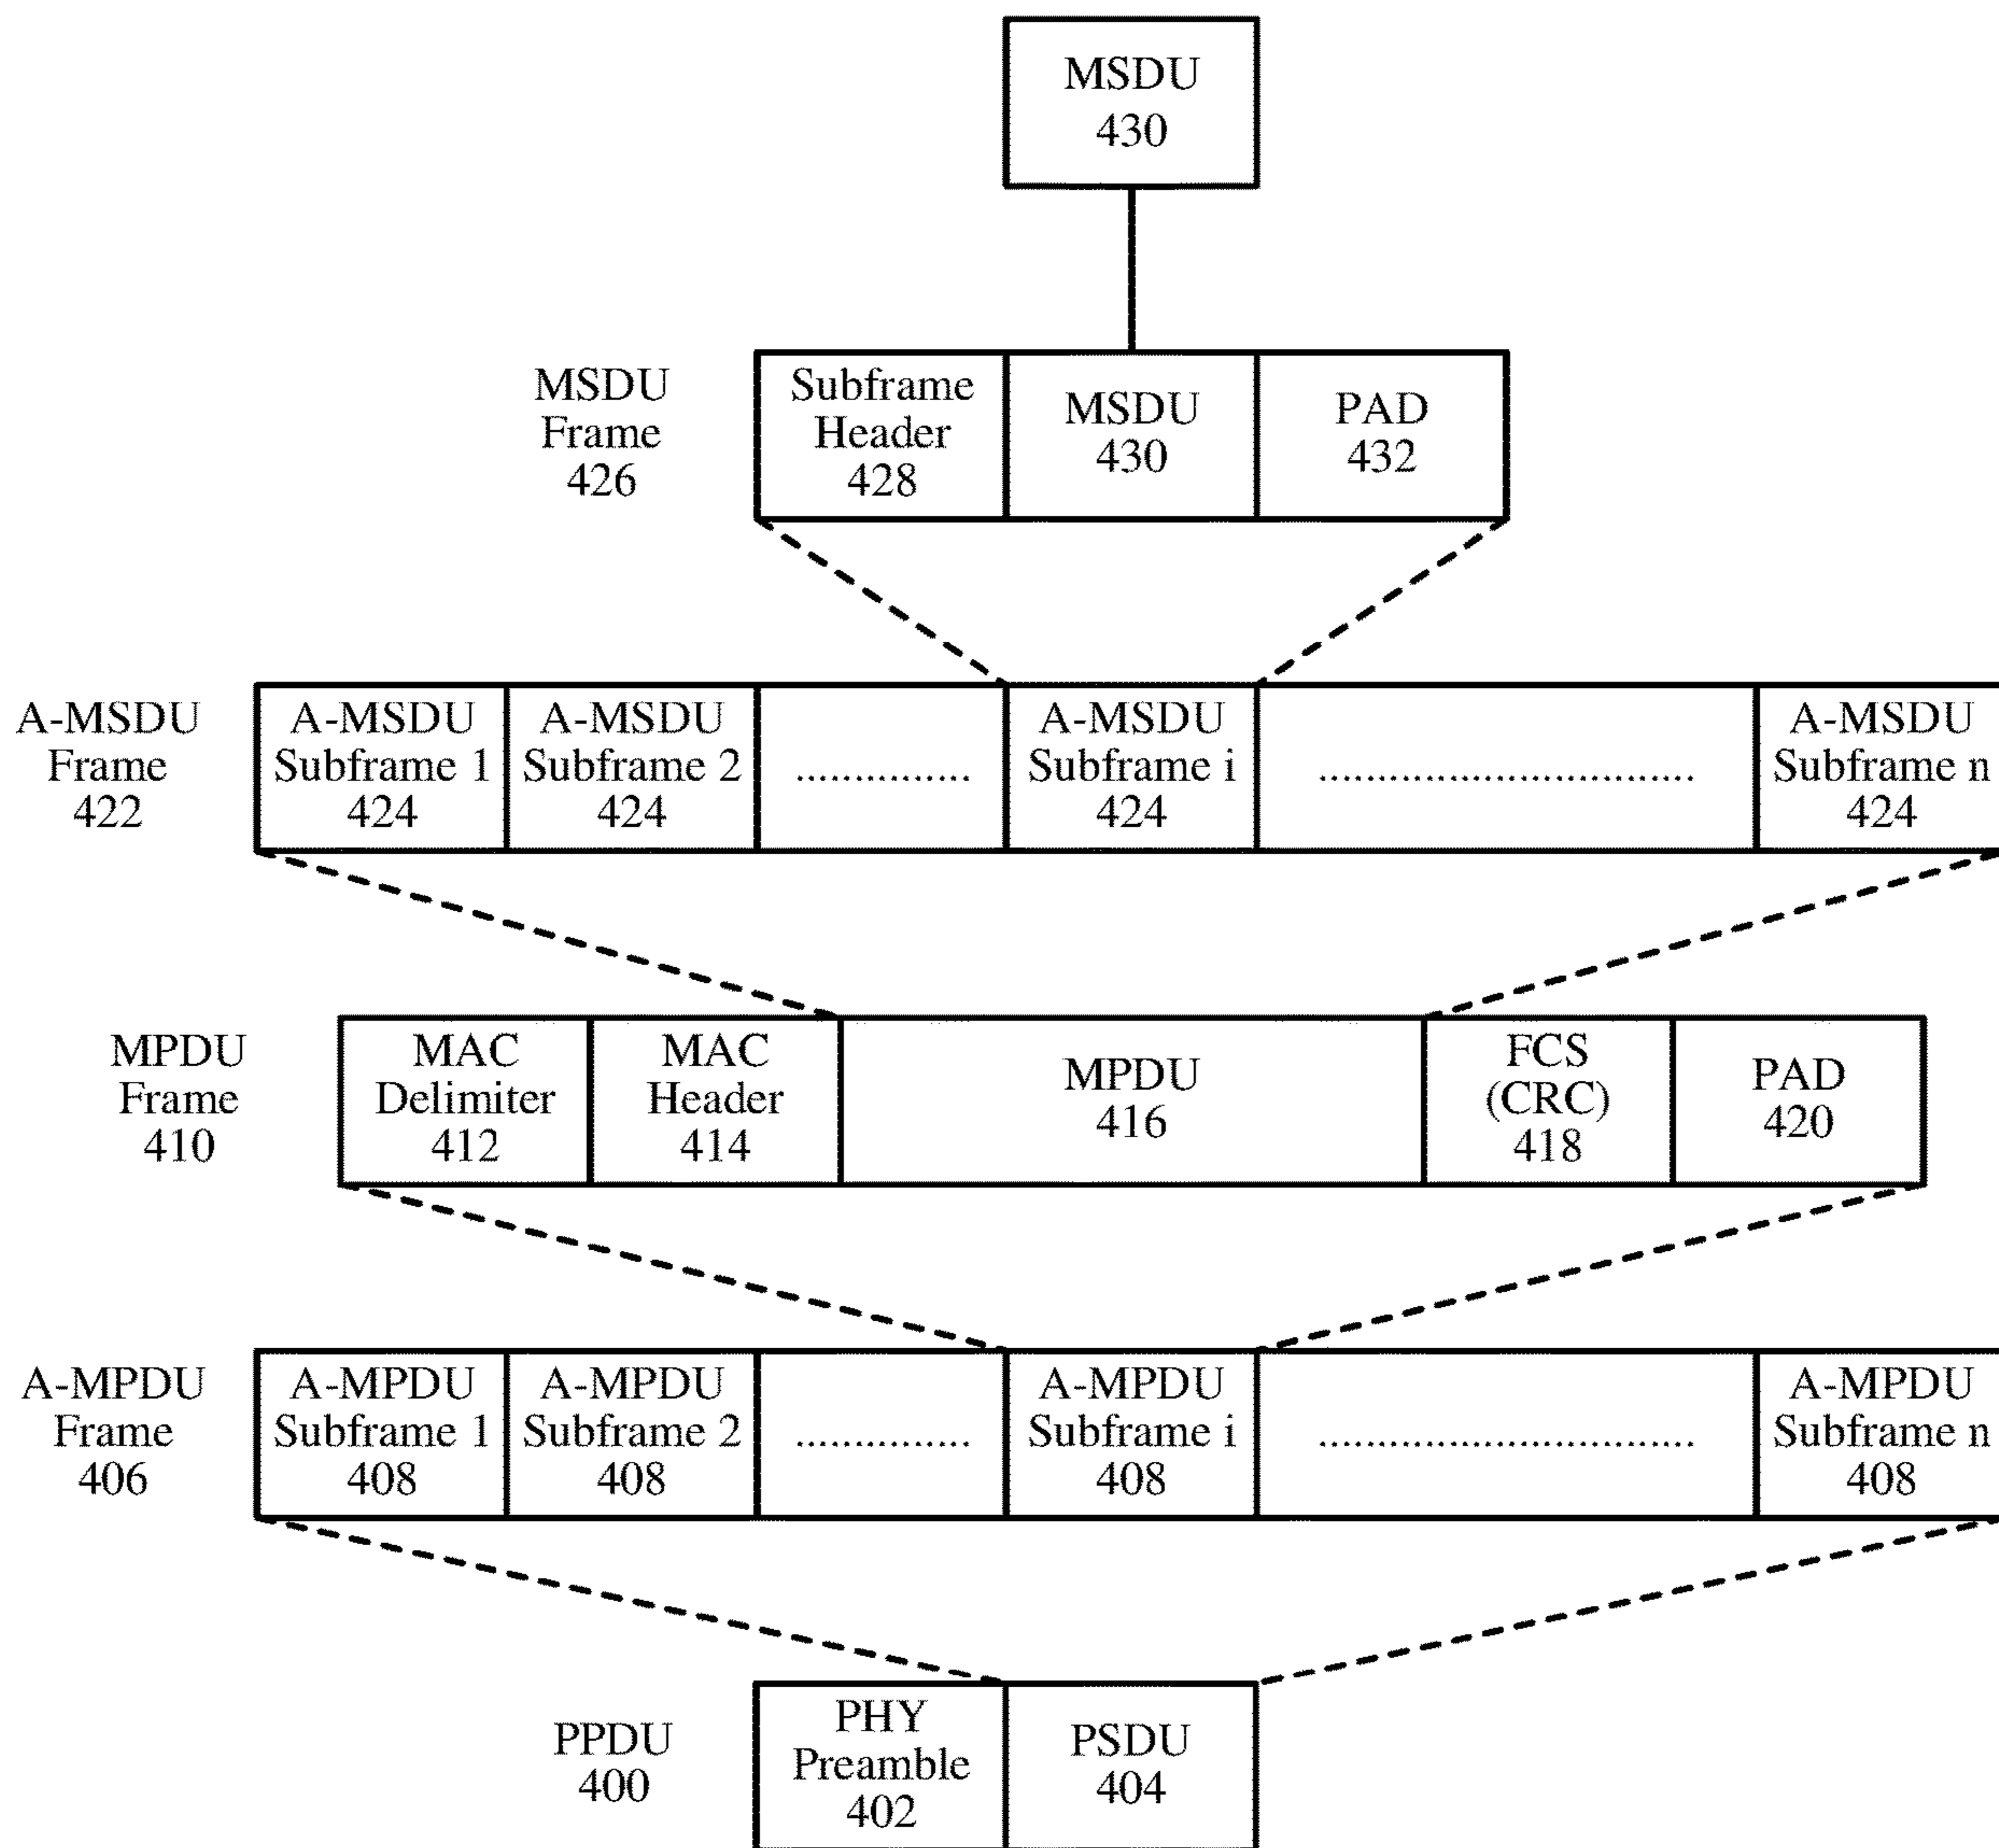 MSDU
430
MSDU
Frame
426
Subframe
Header
428
MSDU
430
PAD
432
A-MSDU
Frame
422
A-MSDU
Subframe 1
424
A-MSDU
Subframe 2
424
...............
A-MSDU
Subframe i
424
................................
A-MSDU
Subframe n
424
MPDU
Frame
410
MAC
Delimiter
412
MAC
Header
414
MPDU
416
FCS
(CRC)
418
PAD
420
A-MPDU
Frame
406
A-MPDU
Subframe 1
408
A-MPDU
Subframe 2
408
...............
A-MPDU
Subframe i
408
................................
A-MPDU
Subframe n
408
PPDU
400
PHY
Preamble
402
PSDU
404